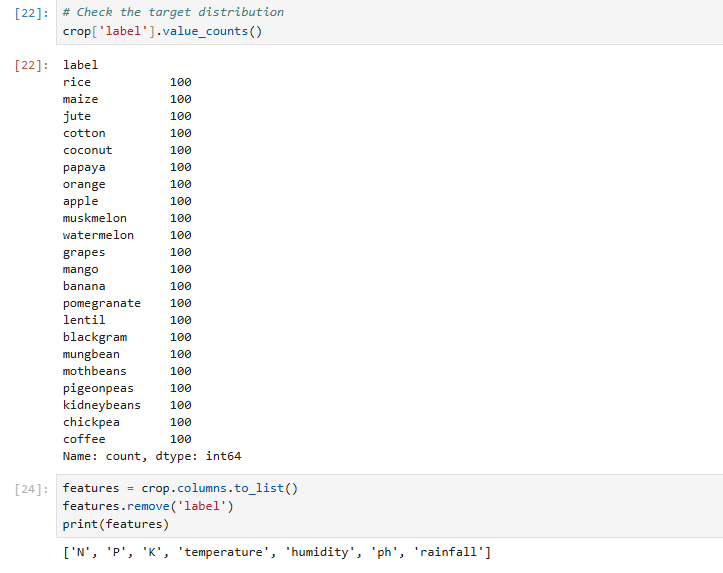 [22]: # Check the target distribution
crop['label'].value_counts()
[22]: label
rice 100
maize 100
jute 100
cotton 100
coconut 100
papaya 100
orange 100
apple 100
muskmelon 100
watermelon 100
grapes 100
mango 100
banana 100
pomegranate 100
lentil 100
blackgram 100
mungbean 100
mothbeans 100
pigeonpeas 100
kidneybeans 100
chickpea 100
coffee 100
Name: count, dtype: int64
[24]: features = crop.columns.to_list()
features.remove('label')
print(features)
['N', 'P', 'K', 'temperature', 'humidity', 'ph', 'rainfall']